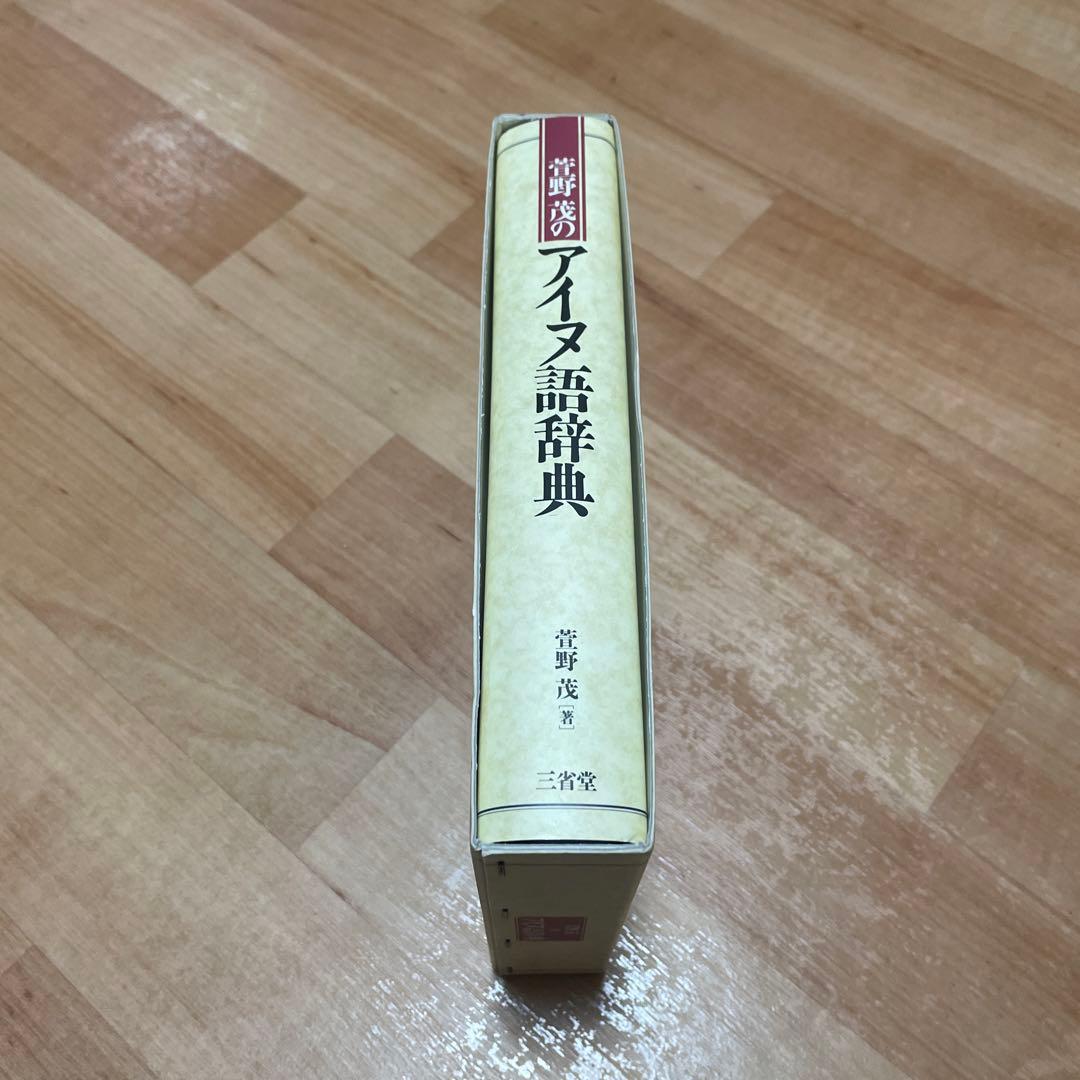 萱野 茂の
アイヌ語辞典
萱野 茂[著]
三省堂